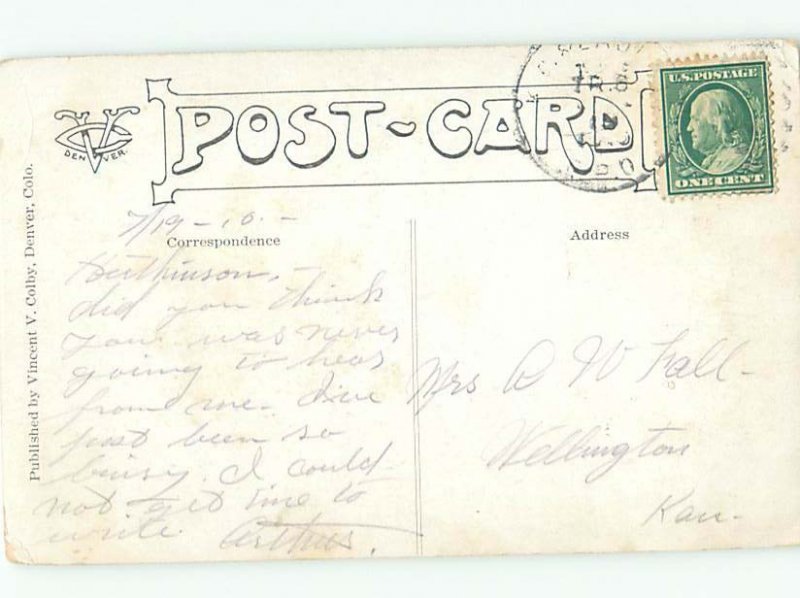 POST-CARD
U.S. POSTAGE
ONE CENT
DENVER.
Published by Vincent V. Colby, Denver, Colo.
Correspondence
Address
7/19-10.-
Hutchinson,-
did you think
you was never
going to hear
from me. I've
just been so
buisy. I could
not get time to
write. Arthur.
Mrs W Hall-
Wellington
Kan-